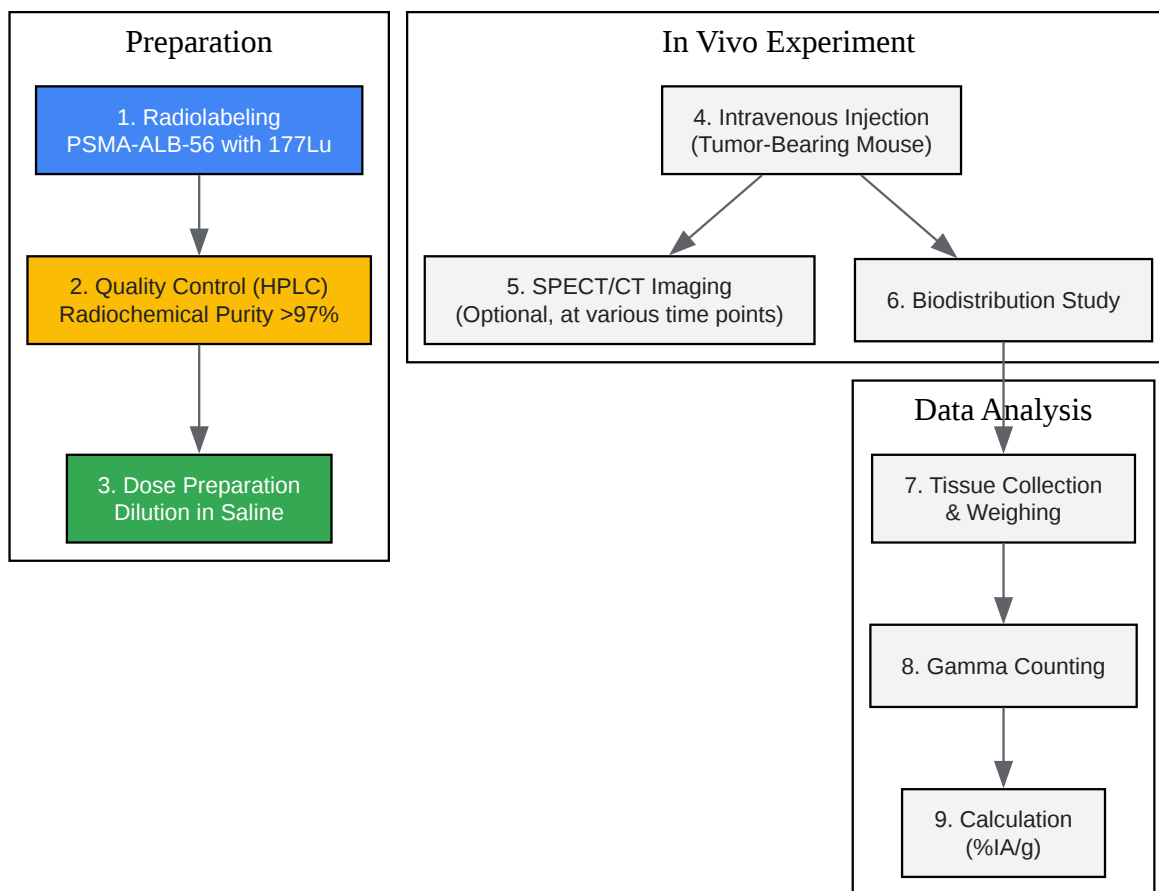 Preparation
1. Radiolabeling
PSMA-ALB-56 with 177Lu
2. Quality Control (HPLC)
Radiochemical Purity >97%
3. Dose Preparation
Dilution in Saline
In Vivo Experiment
4. Intravenous Injection
(Tumor-Bearing Mouse)
5. SPECT/CT Imaging
(Optional, at various time points)
6. Biodistribution Study
Data Analysis
7. Tissue Collection
& Weighing
8. Gamma Counting
9. Calculation
(%IA/g)